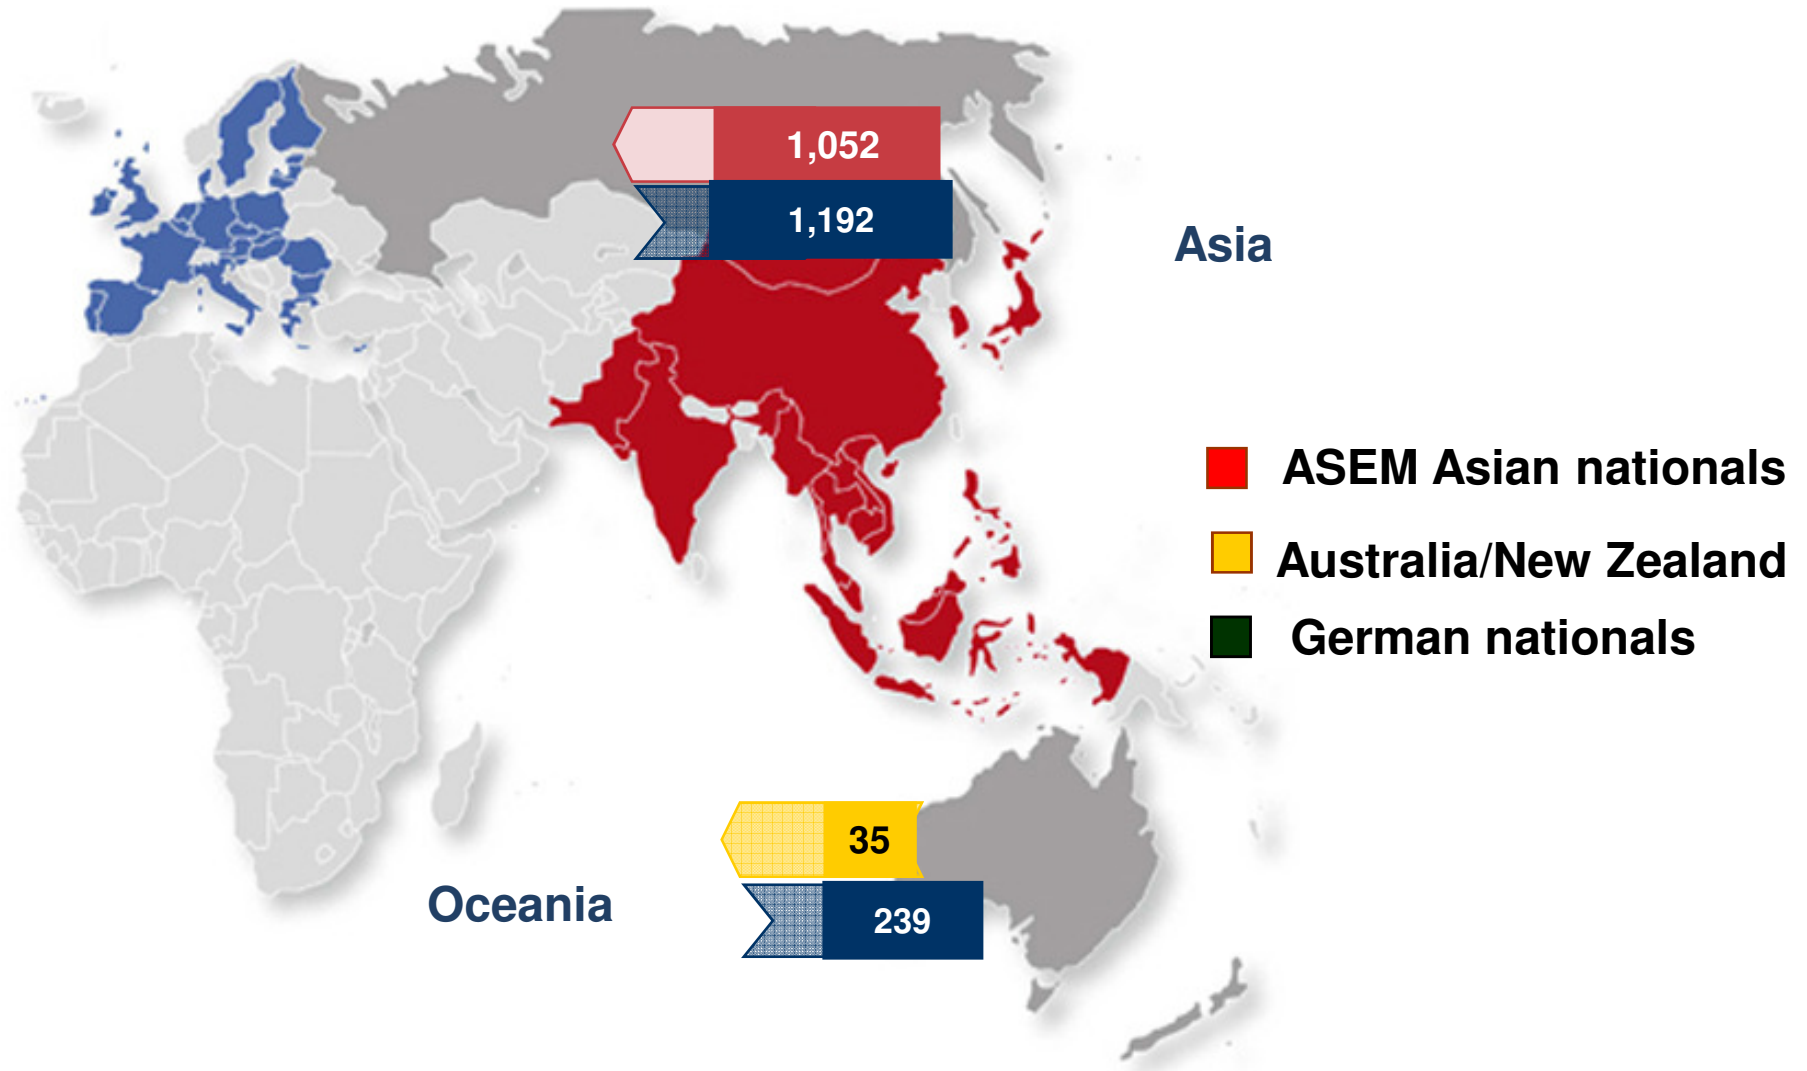 1,052
1,192
Asia
ASEM Asian nationals
Australia/New Zealand
German nationals
35
Oceania
239